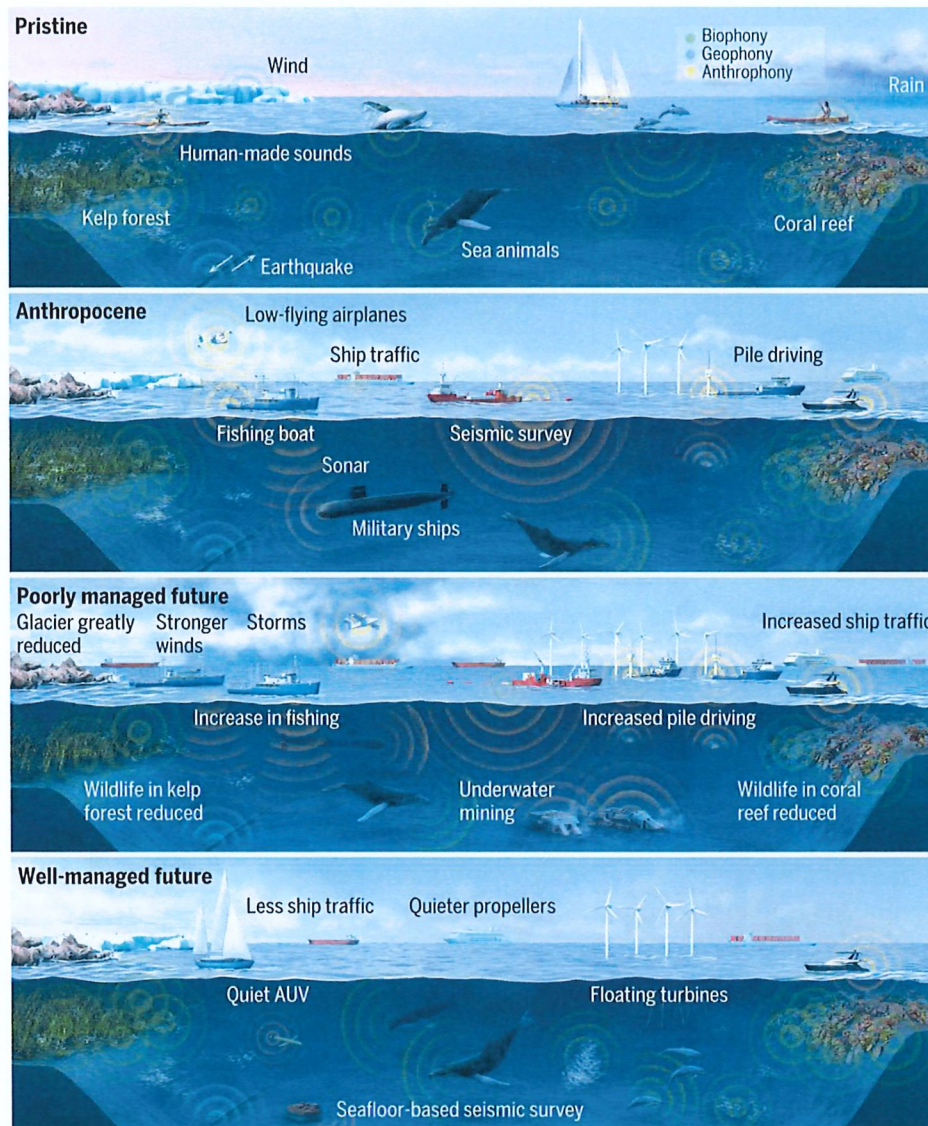 Pristine
Wind
Biophony
Geophony
Anthrophony
Rain
Human-made sounds
Kelp forest
Coral reef
Sea animals
Earthquake
Anthropocene
Low-flying airplanes
Ship traffic
Pile driving
Fishing boat
Seismic survey
Sonar
Military ships
Poorly managed future
Glacier greatly
reduced
Stronger
winds
Storms
Increased ship traffic
Increase in fishing
Increased pile driving
Wildlife in kelp
forest reduced
Underwater
mining
Wildlife in coral
reef reduced
Well-managed future
Less ship traffic
Quieter propellers
Quiet AUV
Floating turbines
Seafloor-based seismic survey